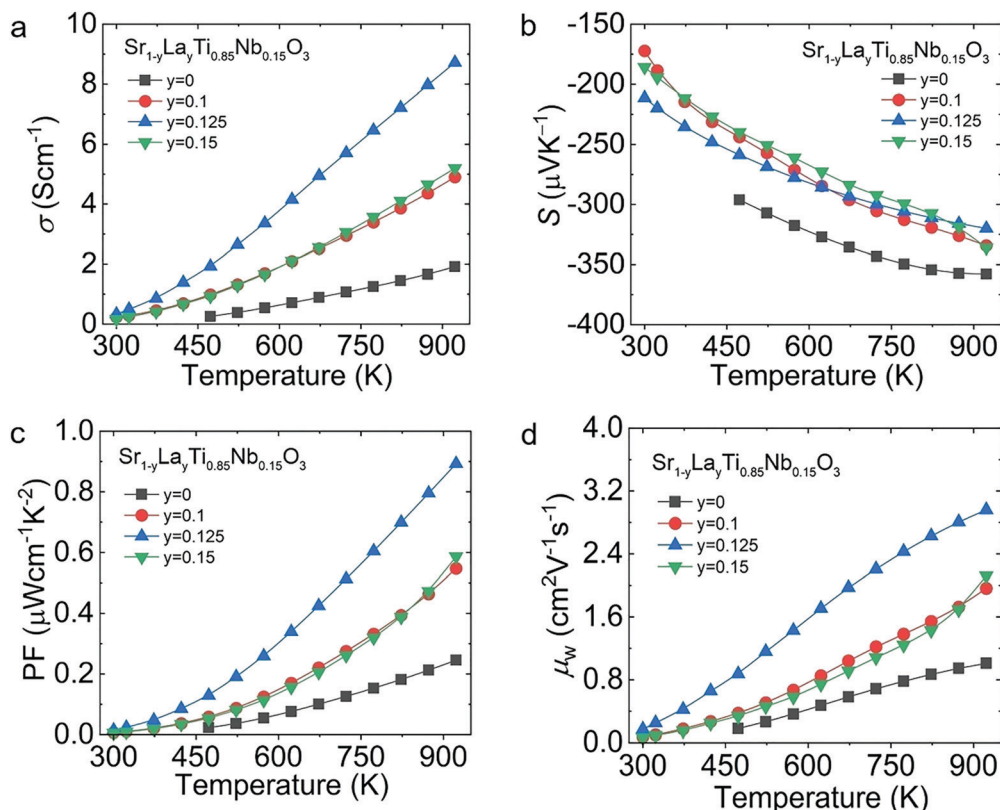 a
Sr₁₋yLayTi₀.₈₅Nb₀.₁₅O₃
y=0
y=0.1
y=0.125
y=0.15
10
8
6
4
2
0
σ (Scm⁻¹)
300 450 600 750 900
Temperature (K)
b
Sr₁₋yLayTi₀.₈₅Nb₀.₁₅O₃
y=0
y=0.1
y=0.125
y=0.15
-150
-200
-250
-300
-350
-400
S (μVK⁻¹)
300 450 600 750 900
Temperature (K)
c
Sr₁₋yLayTi₀.₈₅Nb₀.₁₅O₃
y=0
y=0.1
y=0.125
y=0.15
1.0
0.8
0.6
0.4
0.2
0.0
PF (μWcm⁻¹K⁻²)
300 450 600 750 900
Temperature (K)
d
Sr₁₋yLayTi₀.₈₅Nb₀.₁₅O₃
y=0
y=0.1
y=0.125
y=0.15
4.0
3.2
2.4
1.6
0.8
0.0
μw (cm²V⁻¹s⁻¹)
300 450 600 750 900
Temperature (K)